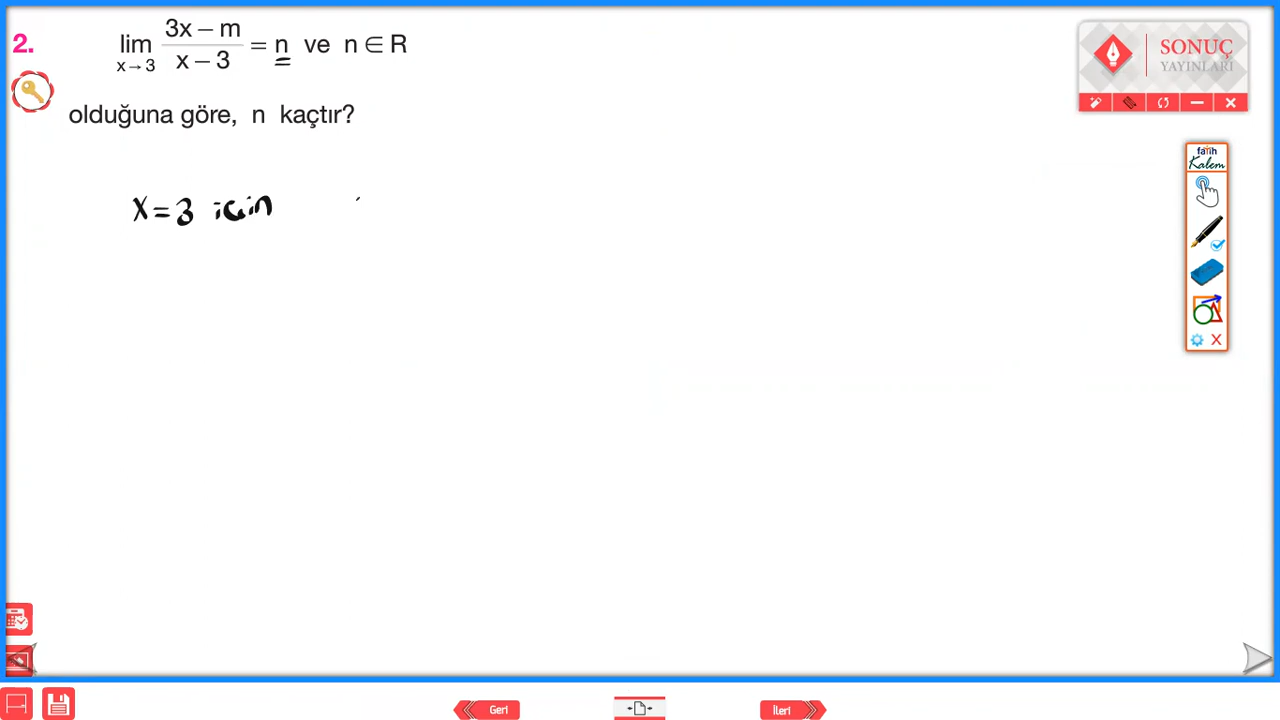 2.
lim x→3 (3x – m)/(x – 3) = n ve n ∈ R
olduğuna göre, n kaçtır?
x = 3 için
SONUÇ
YAYINLARI
fatih
Kalem
Geri
İleri